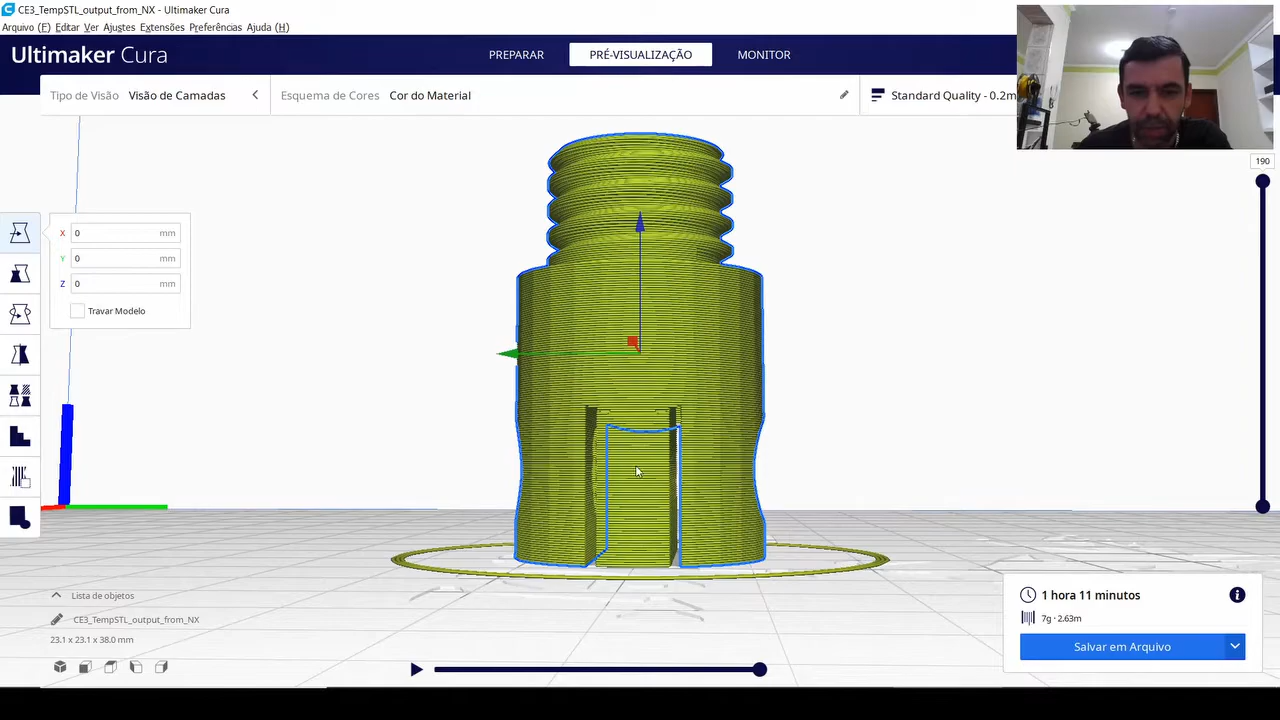 CE3_TempSTL_output_from_NX - Ultimaker Cura
Arquivo (F) Editar Ver Ajustes Extensões Preferências Ajuda (H)
Ultimaker Cura
PREPARAR
PRÉ-VISUALIZAÇÃO
MONITOR
Tipo de Visão Visão de Camadas
Esquema de Cores Cor do Material
Standard Quality - 0.2m
190
X 0 mm
Y 0 mm
Z 0 mm
Travar Modelo
Lista de objetos
CE3_TempSTL_output_from_NX
23.1 x 23.1 x 38.0 mm
1 hora 11 minutos
7g · 2.63m
Salvar em Arquivo